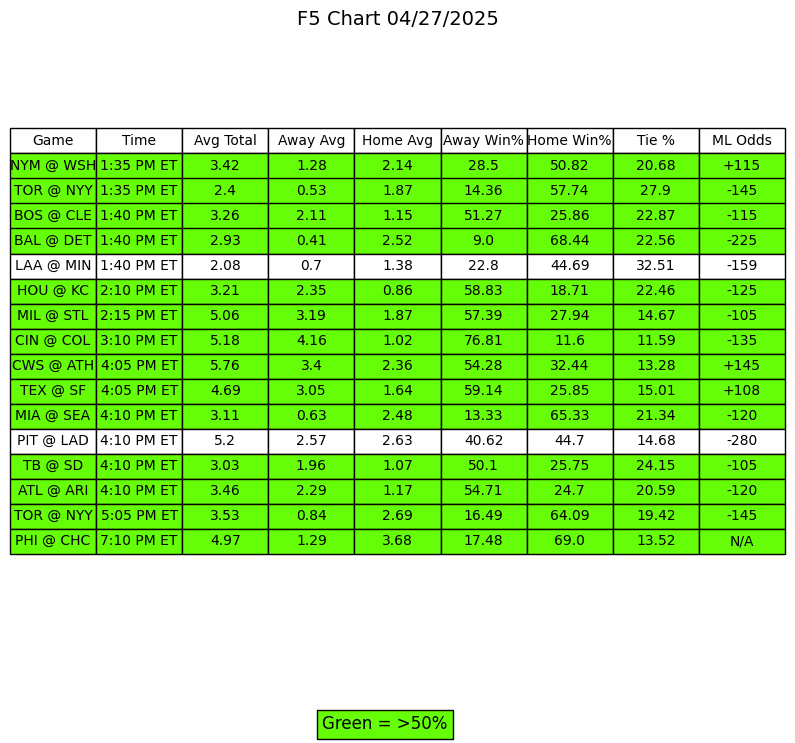 F5 Chart 04/27/2025
Game Time Avg Total Away Avg Home Avg Away Win% Home Win% Tie % ML Odds
NYM @ WSH 1:35 PM ET 3.42 1.28 2.14 28.5 50.82 20.68 +115
TOR @ NYY 1:35 PM ET 2.4 0.53 1.87 14.36 57.74 27.9 -145
BOS @ CLE 1:40 PM ET 3.26 2.11 1.15 51.27 25.86 22.87 -115
BAL @ DET 1:40 PM ET 2.93 0.41 2.52 9.0 68.44 22.56 -225
LAA @ MIN 1:40 PM ET 2.08 0.7 1.38 22.8 44.69 32.51 -159
HOU @ KC 2:10 PM ET 3.21 2.35 0.86 58.83 18.71 22.46 -125
MIL @ STL 2:15 PM ET 5.06 3.19 1.87 57.39 27.94 14.67 -105
CIN @ COL 3:10 PM ET 5.18 4.16 1.02 76.81 11.6 11.59 -135
CWS @ ATH 4:05 PM ET 5.76 3.4 2.36 54.28 32.44 13.28 +145
TEX @ SF 4:05 PM ET 4.69 3.05 1.64 59.14 25.85 15.01 +108
MIA @ SEA 4:10 PM ET 3.11 0.63 2.48 13.33 65.33 21.34 -120
PIT @ LAD 4:10 PM ET 5.2 2.57 2.63 40.62 44.7 14.68 -280
TB @ SD 4:10 PM ET 3.03 1.96 1.07 50.1 25.75 24.15 -105
ATL @ ARI 4:10 PM ET 3.46 2.29 1.17 54.71 24.7 20.59 -120
TOR @ NYY 5:05 PM ET 3.53 0.84 2.69 16.49 64.09 19.42 -145
PHI @ CHC 7:10 PM ET 4.97 1.29 3.68 17.48 69.0 13.52 N/A
Green = >50%